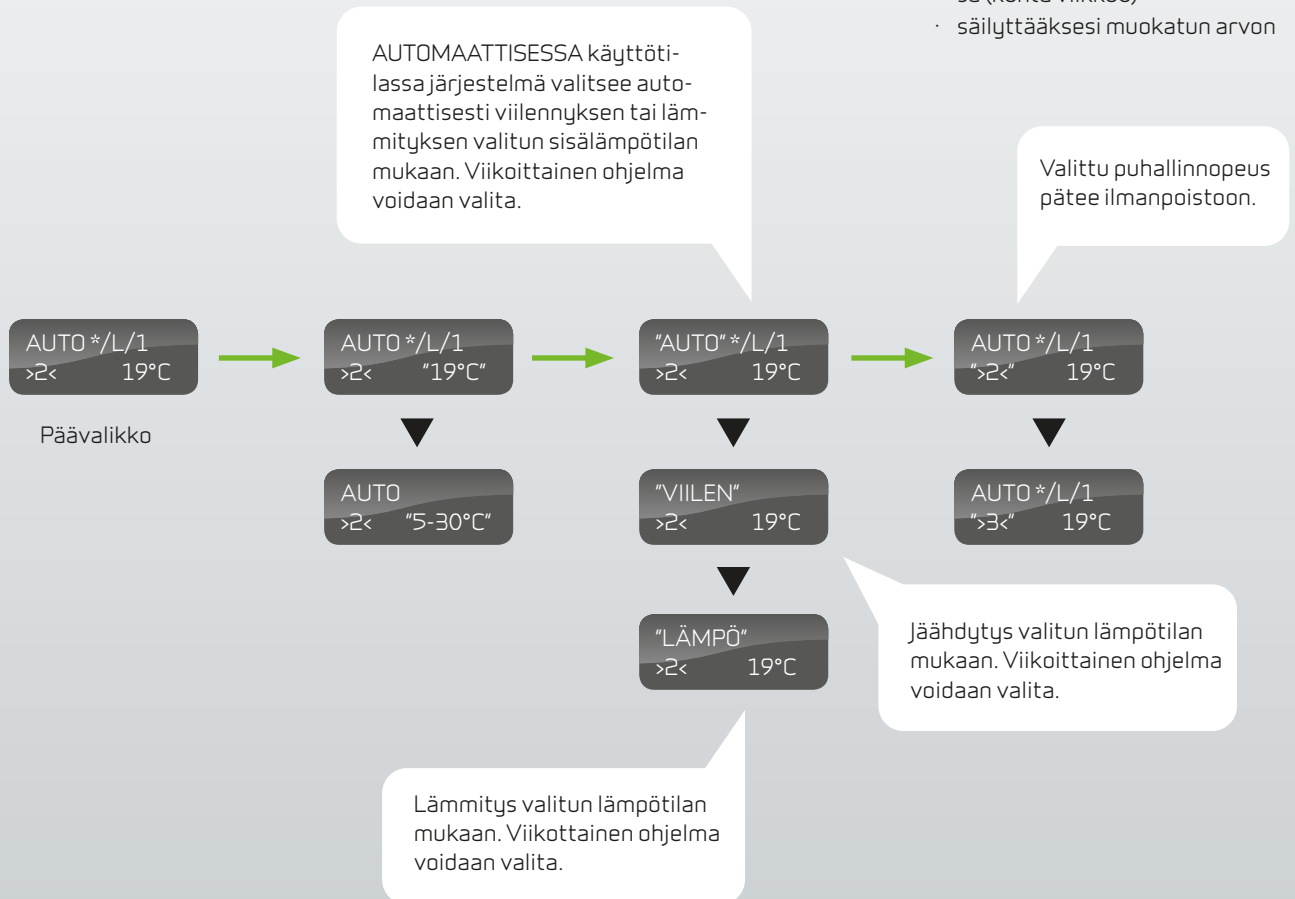 · säilyttääksesi muokatun arvon
AUTOMAATTISESSA käyttöti-
lassa järjestelmä valitsee auto-
maattisesti viilennyksen tai läm-
mityksen valitun sisälämpötilan
mukaan. Viikoittainen ohjelma
voidaan valita.
Valittu puhallinnopeus
pätee ilmanpoistoon.
AUTO */L/1
>2< 19°C
Päävalikko
AUTO */L/1
>2< "19°C"
"AUTO" */L/1
>2< 19°C
AUTO */L/1
">2<" 19°C
AUTO
>2< "5-30°C"
"VIILEN"
>2< 19°C
AUTO */L/1
">3<" 19°C
"LÄMPÖ"
>2< 19°C
Jäähdytys valitun lämpötilan
mukaan. Viikoittainen ohjelma
voidaan valita.
Lämmitys valitun lämpötilan
mukaan. Viikottainen ohjelma
voidaan valita.